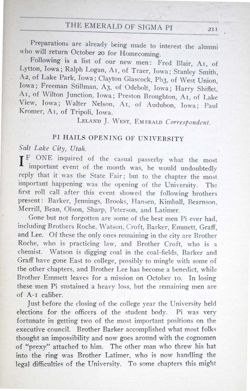 THE EMERALD OF SIGMA PI 211
Preparations are already being made to interest the alumni
who will return October 20 for Homecoming.
Following is a list of our new men: Fred Blair, A1, of
Lytton, Iowa; Ralph Logan, A1, of Traer, Iowa; Stanley Smith,
A2, of Lake Park, Iowa; Clayton Glascock, Ph3, of West Union,
Iowa; Freeman Stillman, A3, of Odebolt, Iowa; Harry Shiflet,
A1, of Wilton Junction, Iowa; Preston Broughton, A1, of Lake
View, Iowa; Walter Nelson, A1, of Audubon, Iowa; Paul
Kromer, A1, of Tripoli, Iowa.
LELAND J. WEST, EMERALD Correspondent.
PI HAILS OPENING OF UNIVERSITY
Salt Lake City, Utah.
IF ONE inquired of the casual passerby what the most
important event of the month was, he would undoubtedly
reply that it was the State Fair; but to the chapter the most
important happening was the opening of the University. The
first roll call after this event showed the following brothers
present: Barker, Jennings, Brooks, Hansen, Kimball, Bearnson,
Merrill, Bean, Olson, Sharp, Peterson, and Latimer.
Gone but not forgotten are some of the best men Pi ever had,
including Brothers Roche, Watson, Croft, Barker, Emmett, Graff,
and Lee. Of these the only ones remaining in the city are Brother
Roche, who is practicing law, and Brother Croft, who is a
chemist. Watson is digging coal in the coal-fields, Barker and
Graff have gone East to college, possibly to mingle with some of
the other chapters, and Brother Lee has become a benedict, while
Brother Emmett leaves for a mission on October 10. In losing
these men Pi sustained a heavy loss, but the remaining men are
of A-1 caliber.
Just before the closing of the college year the University held
elections for the officers of the student body. Pi was very
fortunate in getting two of the most important positions on the
executive council. Brother Barker accomplished what most folks
thought an impossibility and now goes around with the cognomen
of "prexy" attached to him. The other man who threw his hat
into the ring was Brother Latimer, who is now handling the
legal difficulties of the University. To some chapters this might